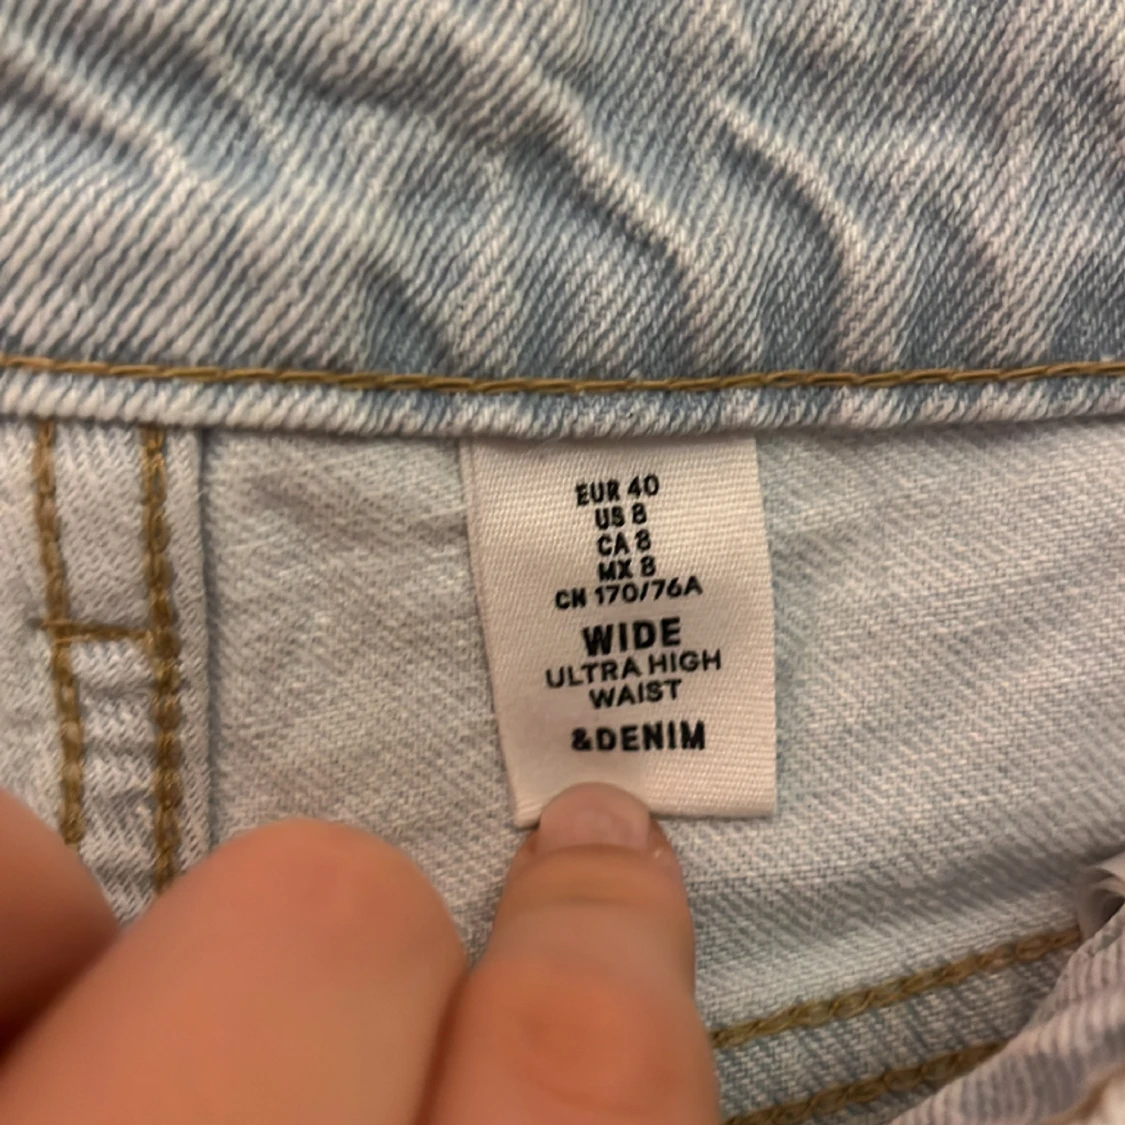 EUR 40
US 8
CA 8
MX 8
CN 170/76A
WIDE
ULTRA HIGH
WAIST
&DENIM